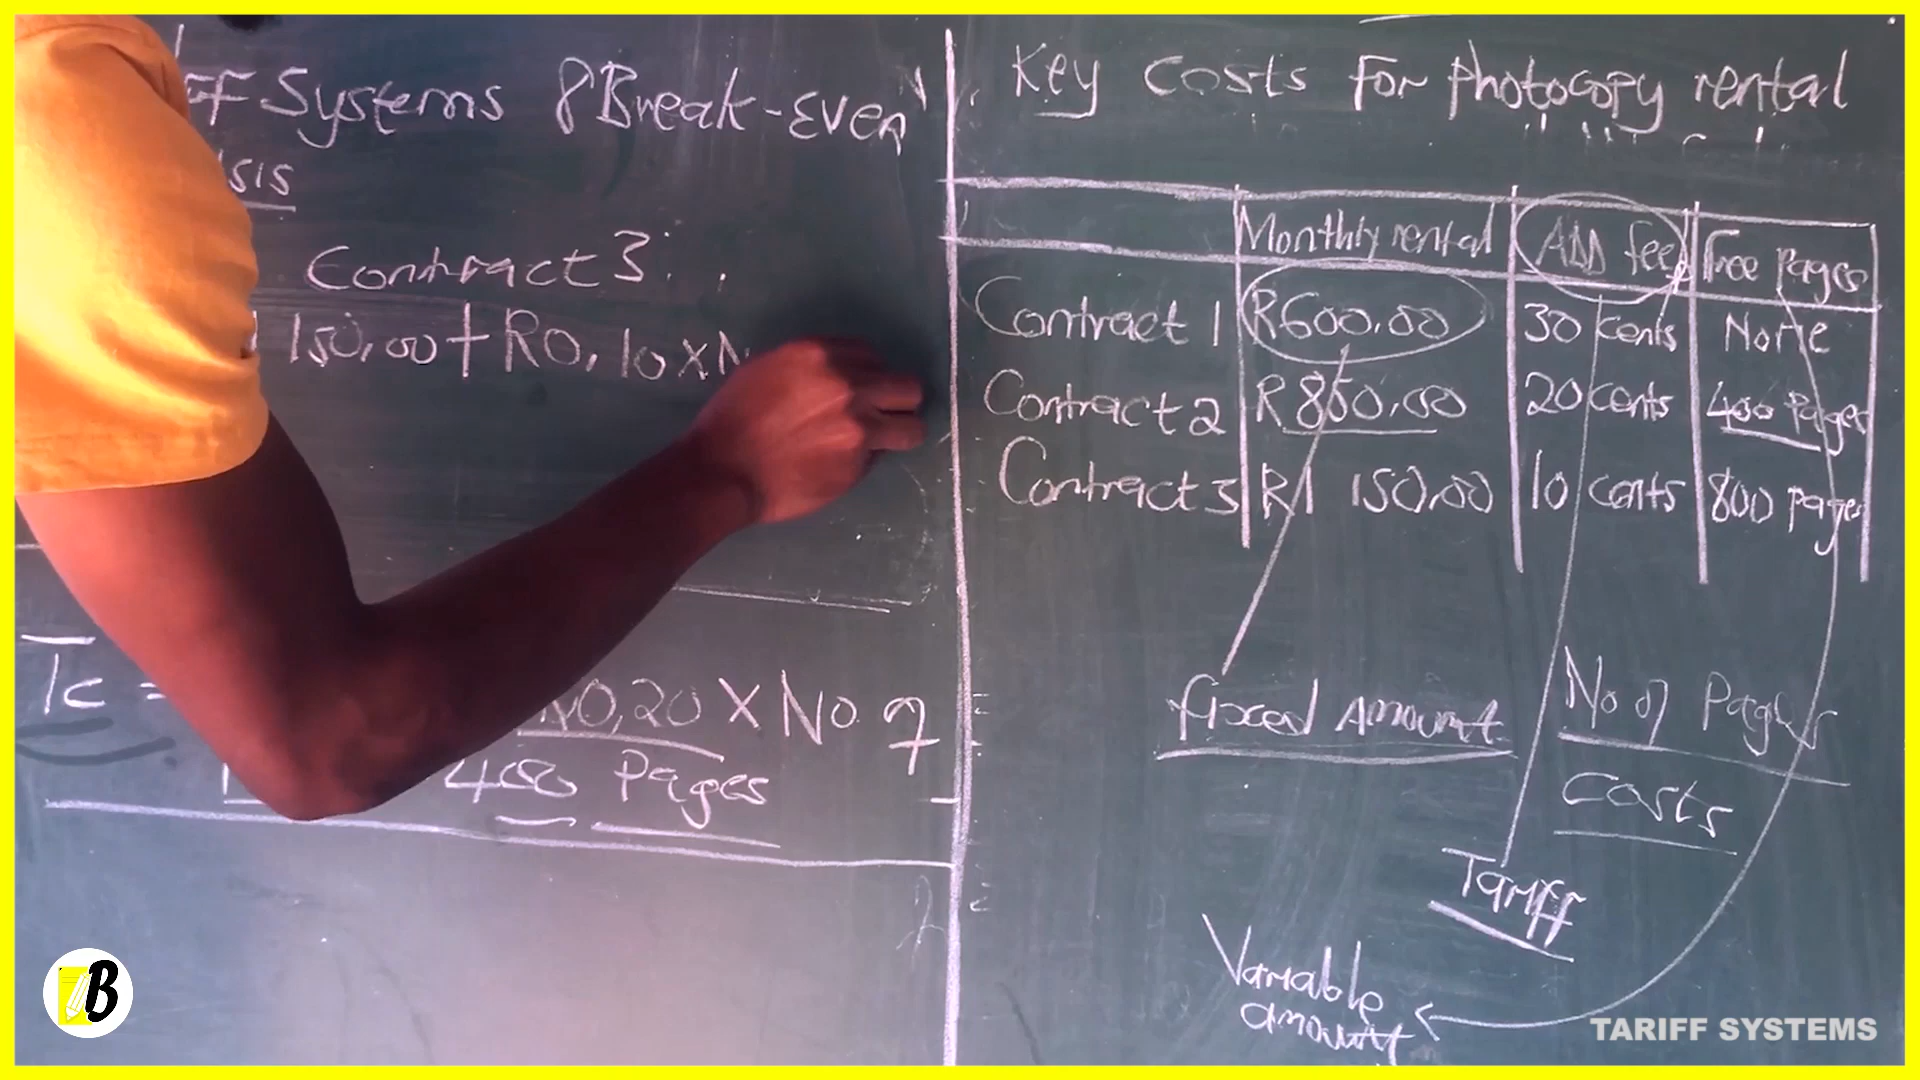 FF Systems & Break-Even
sis
Contract 3:
150,00 + R0,10 x N
Tc =
0,20 X No of
400 Pages
Key Costs For photocopy rental
Monthly rental ADD fee Free Pages
Contract 1 R600.00 30 cents None
Contract 2 R850,00 20 cents 400 Pages
Contract 3 R1 150,00 10 cents 800 pages
fixed Amount
No of Pages
Costs
Tariff
Variable
amount
B
TARIFF SYSTEMS